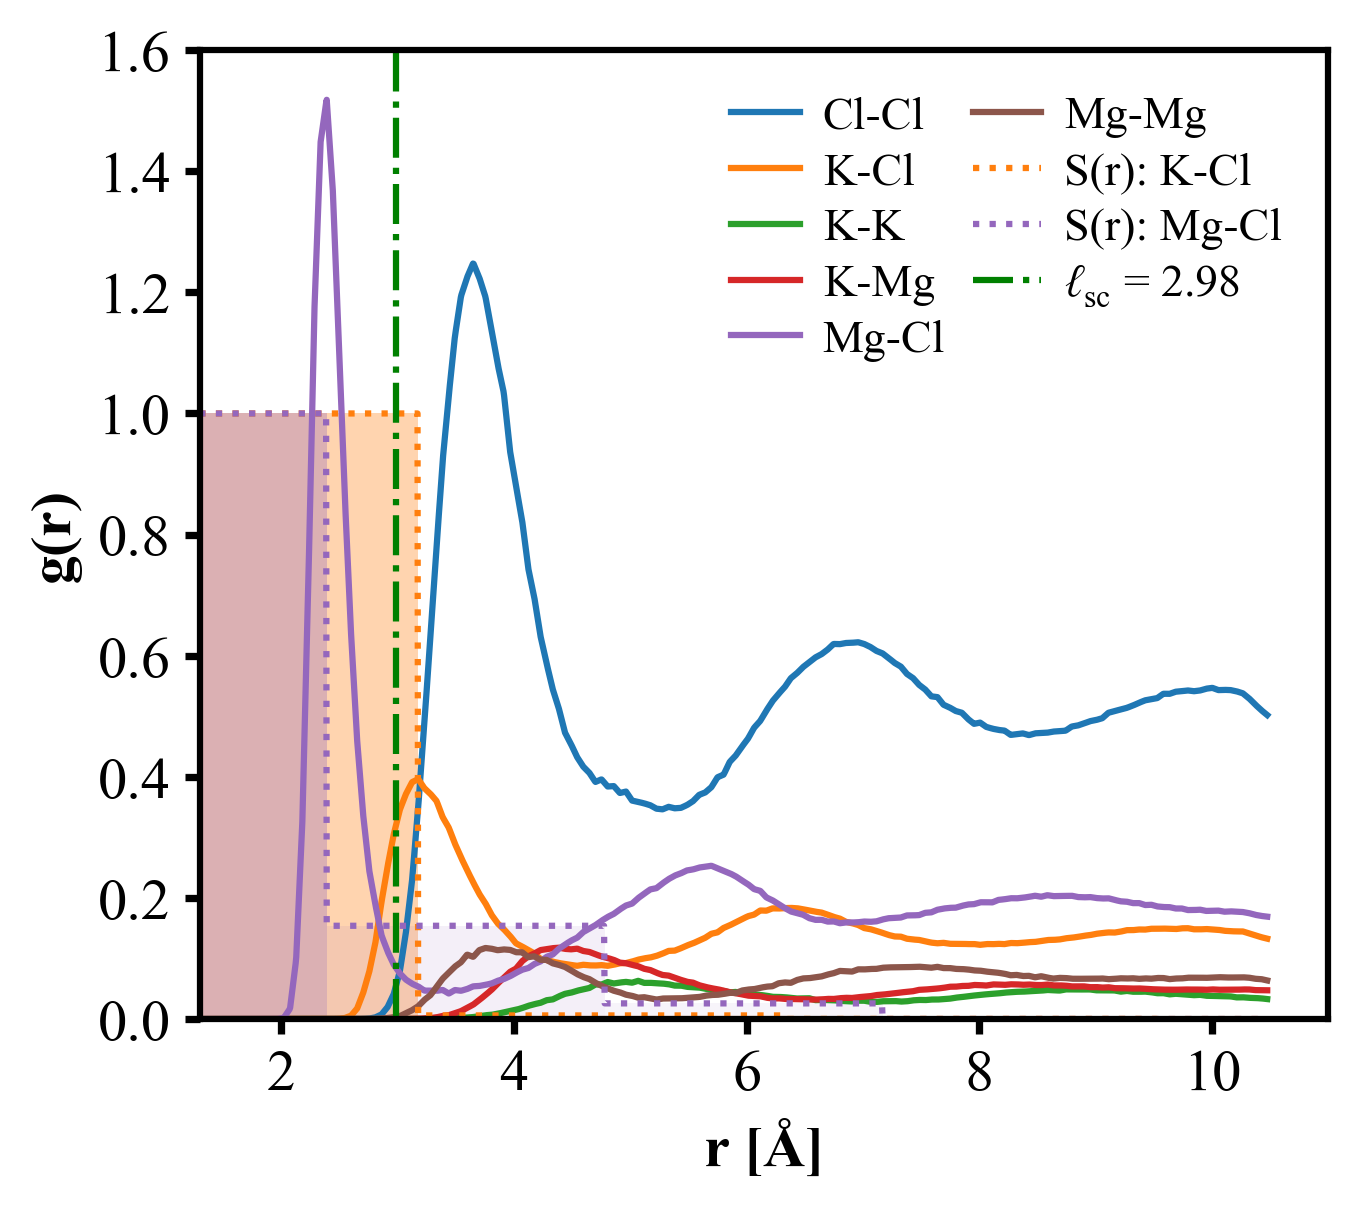 1.6
1.4
1.2
1.0
0.8
0.6
0.4
0.2
0.0
g(r)
2 4 6 8 10
r [Å]
Cl-Cl
K-Cl
K-K
K-Mg
Mg-Cl
Mg-Mg
S(r): K-Cl
S(r): Mg-Cl
ℓsc = 2.98